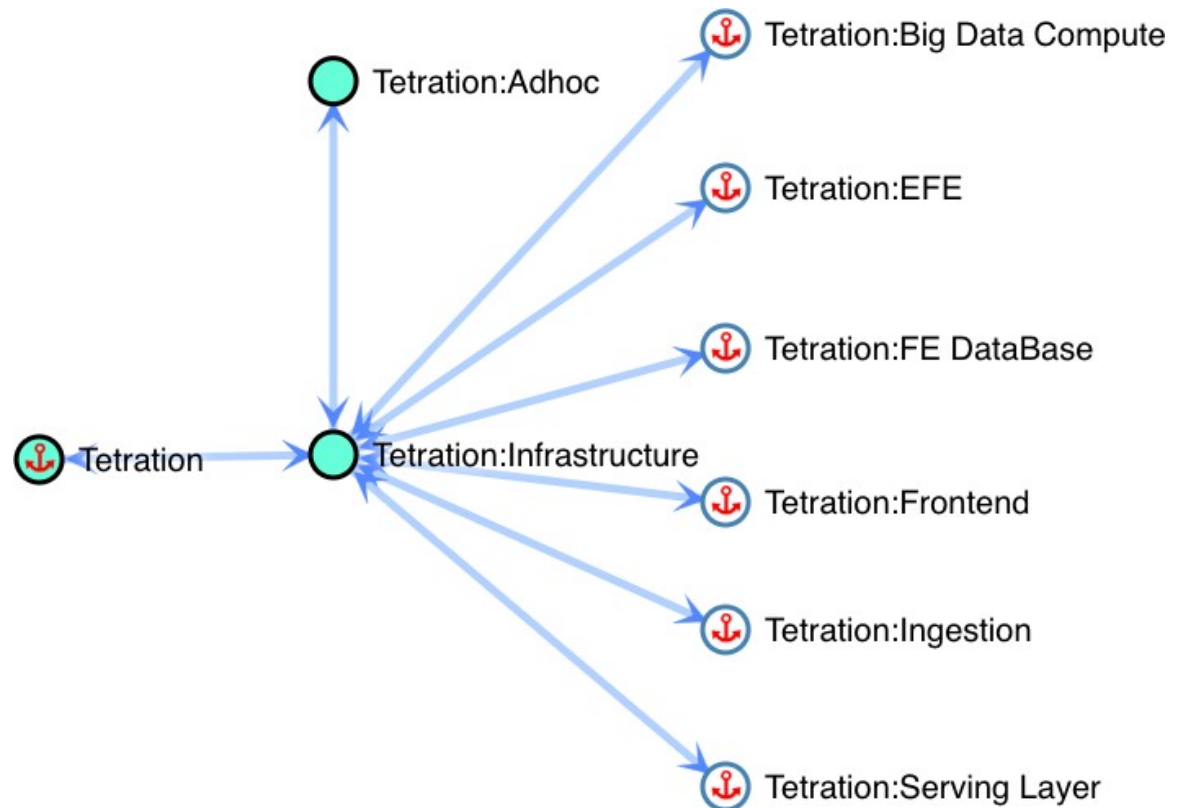 Tetration:Big Data Compute
Tetration:Adhoc
Tetration:EFE
Tetration:FE DataBase
Tetration
Tetration:Infrastructure
Tetration:Frontend
Tetration:Ingestion
Tetration:Serving Layer